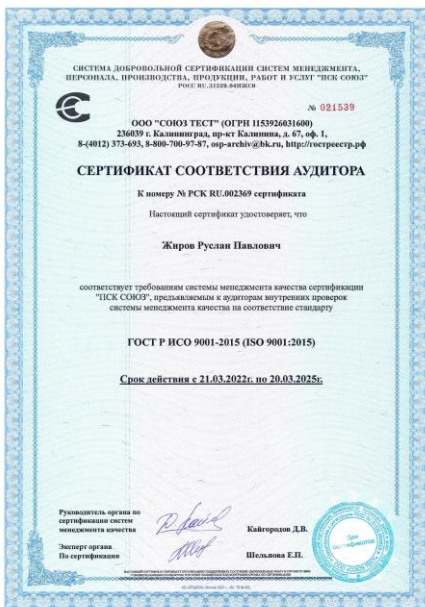 СИСТЕМА ДОБРОВОЛЬНОЙ СЕРТИФИКАЦИИ СИСТЕМ МЕНЕДЖМЕНТА,
ПЕРСОНАЛА, ПРОИЗВОДСТВА, ПРОДУКЦИИ, РАБОТ И УСЛУГ "ПСК СОЮЗ"
РОСС RU.
№ 021539
ООО "СОЮЗ ТЕСТ" (ОГРН 1153926031600)
236039 г. Калининград, пр-кт Калинина, д. 67, оф. 1,
8-(4012) 373-693, 8-800-700-97-87, osp-archiv@bk.ru, http://гостреестр.рф
СЕРТИФИКАТ СООТВЕТСТВИЯ АУДИТОРА
К номеру № РСК RU.002369 сертификата
Настоящий сертификат удостоверяет, что
Жиров Руслан Павлович
соответствует требованиям системы менеджмента качества сертификации
"ПСК СОЮЗ", предъявляемым к аудиторам внутренних проверок
системы менеджмента качества на соответствие стандарту
ГОСТ Р ИСО 9001-2015 (ISO 9001:2015)
Срок действия с 21.03.2022г. по 20.03.2025г.
Руководитель органа по
сертификации систем
менеджмента качества
Кайгородов Д.В.
Эксперт органа
По сертификации
Шельпова Е.П.
Для
сертификатов